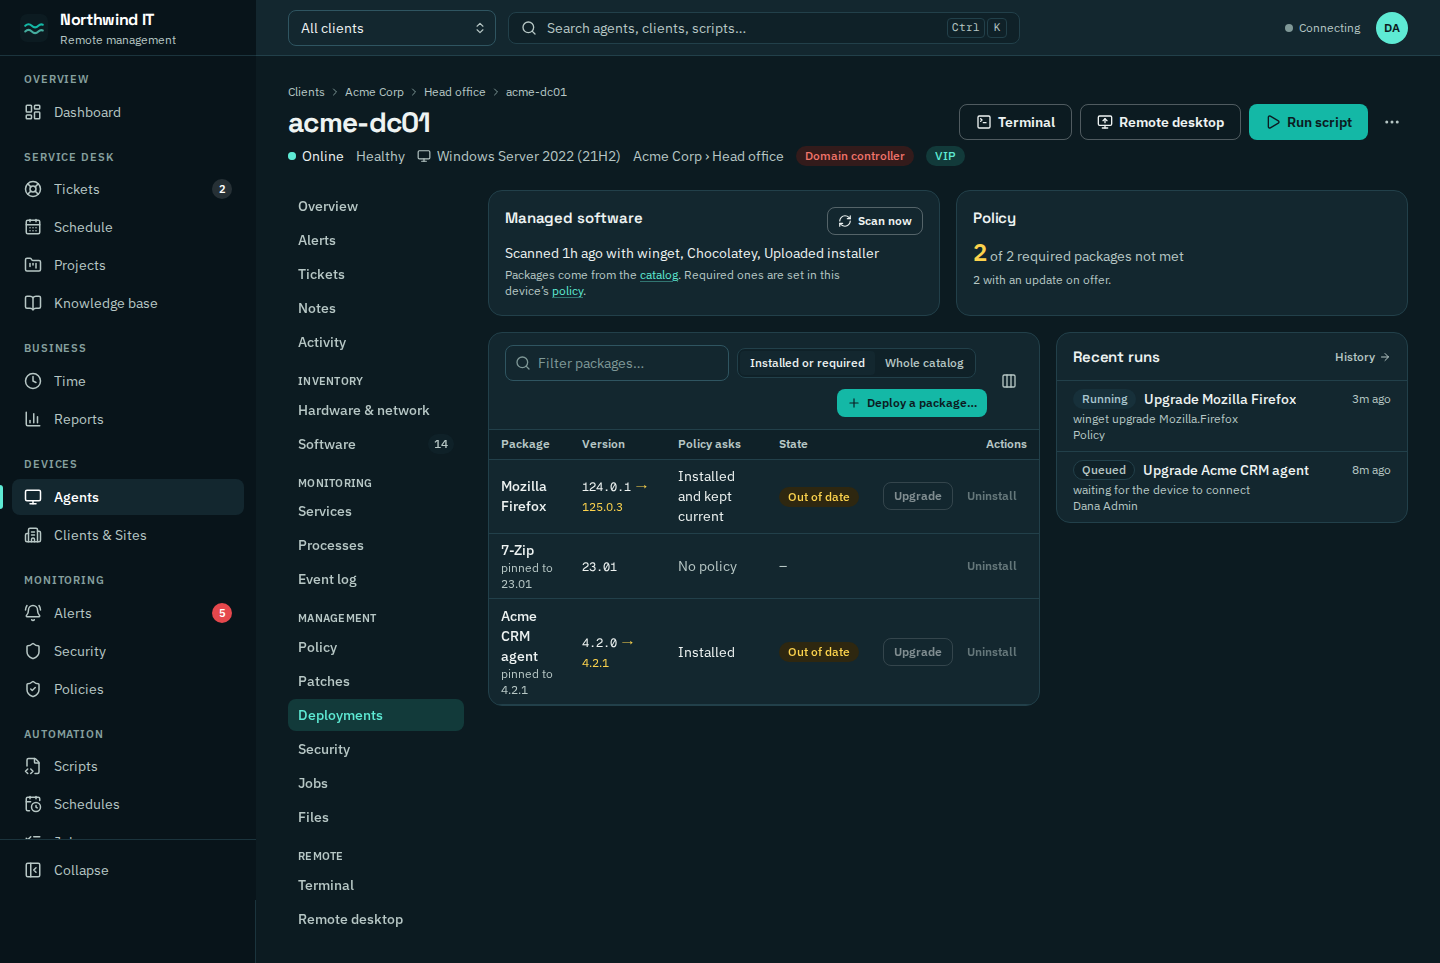 Northwind IT
Remote management
All clients
Search agents, clients, scripts...
Ctrl K
Connecting
DA
OVERVIEW
Dashboard
SERVICE DESK
Tickets 2
Schedule
Projects
Knowledge base
BUSINESS
Time
Reports
DEVICES
Agents
Clients & Sites
MONITORING
Alerts 5
Security
Policies
AUTOMATION
Scripts
Schedules
Collapse
Clients > Acme Corp > Head office > acme-dc01
acme-dc01
Terminal
Remote desktop
Run script
Online Healthy Windows Server 2022 (21H2) Acme Corp › Head office Domain controller VIP
Overview
Alerts
Tickets
Notes
Activity
INVENTORY
Hardware & network
Software 14
MONITORING
Services
Processes
Event log
MANAGEMENT
Policy
Patches
Deployments
Security
Jobs
Files
REMOTE
Terminal
Remote desktop
Managed software
Scan now
Scanned 1h ago with winget, Chocolatey, Uploaded installer
Packages come from the catalog. Required ones are set in this
device's policy.
Policy
2 of 2 required packages not met
2 with an update on offer.
Filter packages...
Installed or required
Whole catalog
Deploy a package...
Package Version Policy asks State Actions
Mozilla
Firefox
124.0.1 →
125.0.3
Installed
and kept
current
Out of date
Upgrade
Uninstall
7-Zip
pinned to
23.01
23.01
No policy
—
Uninstall
Acme
CRM
agent
pinned to
4.2.1
4.2.0 →
4.2.1
Installed
Out of date
Upgrade
Uninstall
Recent runs
History →
Running Upgrade Mozilla Firefox 3m ago
winget upgrade Mozilla.Firefox
Policy
Queued Upgrade Acme CRM agent 8m ago
waiting for the device to connect
Dana Admin